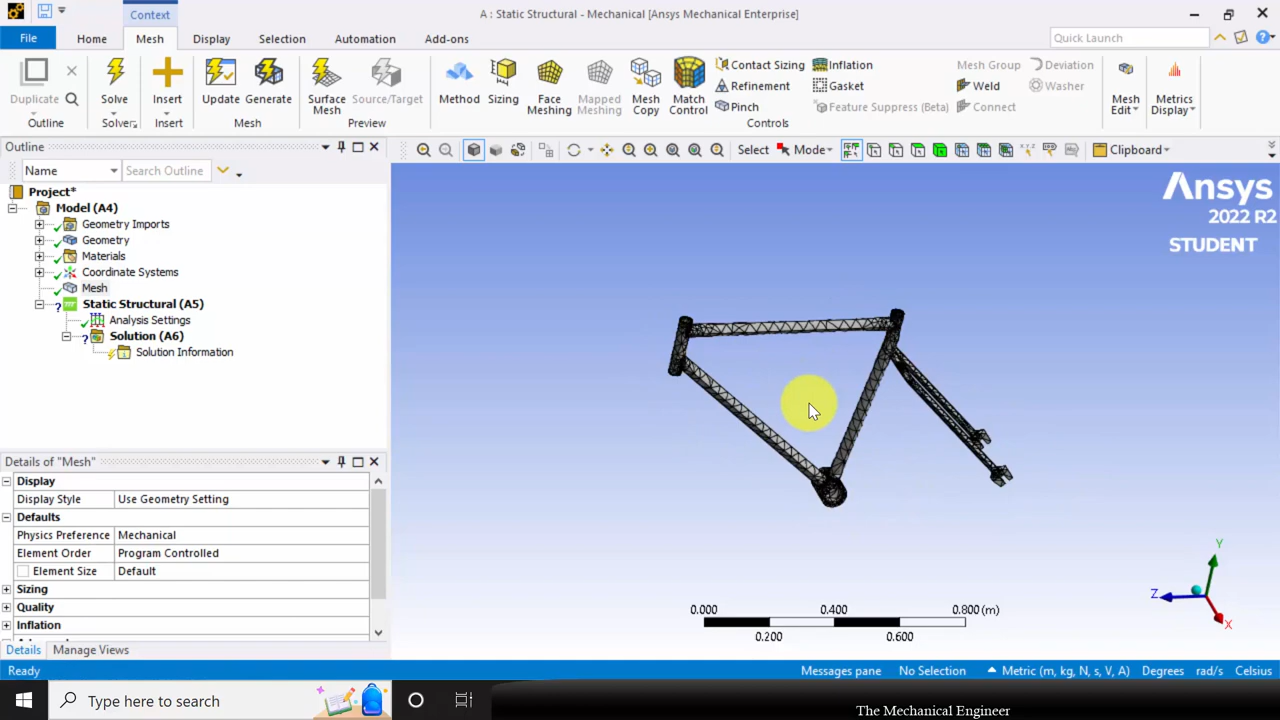 Context
A : Static Structural - Mechanical [Ansys Mechanical Enterprise]
File
Home
Mesh
Display
Selection
Automation
Add-ons
Quick Launch
Duplicate
Outline
Solve
Solver
Insert
Insert
Update
Generate
Mesh
Surface
Mesh
Source/Target
Preview
Method
Sizing
Face
Meshing
Mapped
Meshing
Mesh
Copy
Match
Control
Contact Sizing
Refinement
Pinch
Inflation
Gasket
Feature Suppress (Beta)
Controls
Mesh Group
Weld
Connect
Deviation
Washer
Mesh
Edit
Metrics
Display
Outline
Name
Search Outline
Select
Mode
Clipboard
Project*
Model (A4)
Geometry Imports
Geometry
Materials
Coordinate Systems
Mesh
Static Structural (A5)
Analysis Settings
Solution (A6)
Solution Information
Ansys
2022 R2
STUDENT
Details of "Mesh"
Display
Display Style Use Geometry Setting
Defaults
Physics Preference Mechanical
Element Order Program Controlled
Element Size Default
Sizing
Quality
Inflation
Details
Manage Views
0.000 0.400 0.800 (m)
0.200 0.600
Y
Z
X
Ready
Messages pane
No Selection
Metric (m, kg, N, s, V, A)
Degrees
rad/s
Celsius
Type here to search
The Mechanical Engineer